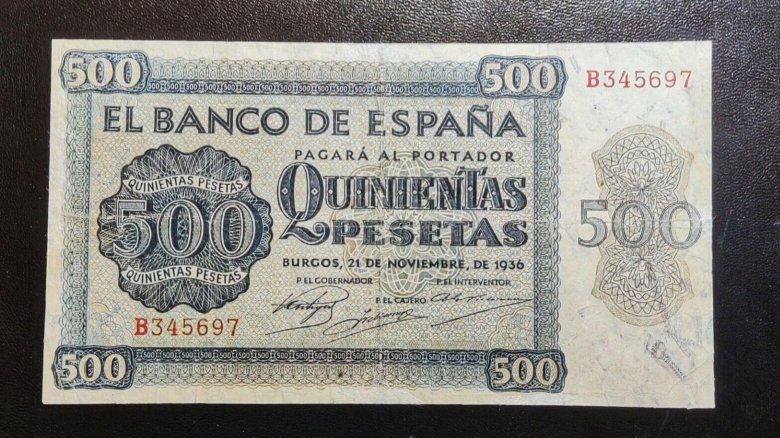 500
500
B345697
EL BANCO DE ESPAÑA
PAGARÁ AL PORTADOR
QUINIENTAS
PESETAS
QUINIENTAS PESETAS
500
QUINIENTAS PESETAS
500
BURGOS, 21 DE NOVIEMBRE, DE 1936
P. EL GOBERNADOR
P. EL INTERVENTOR
P. EL CAJERO
B345697
500
500